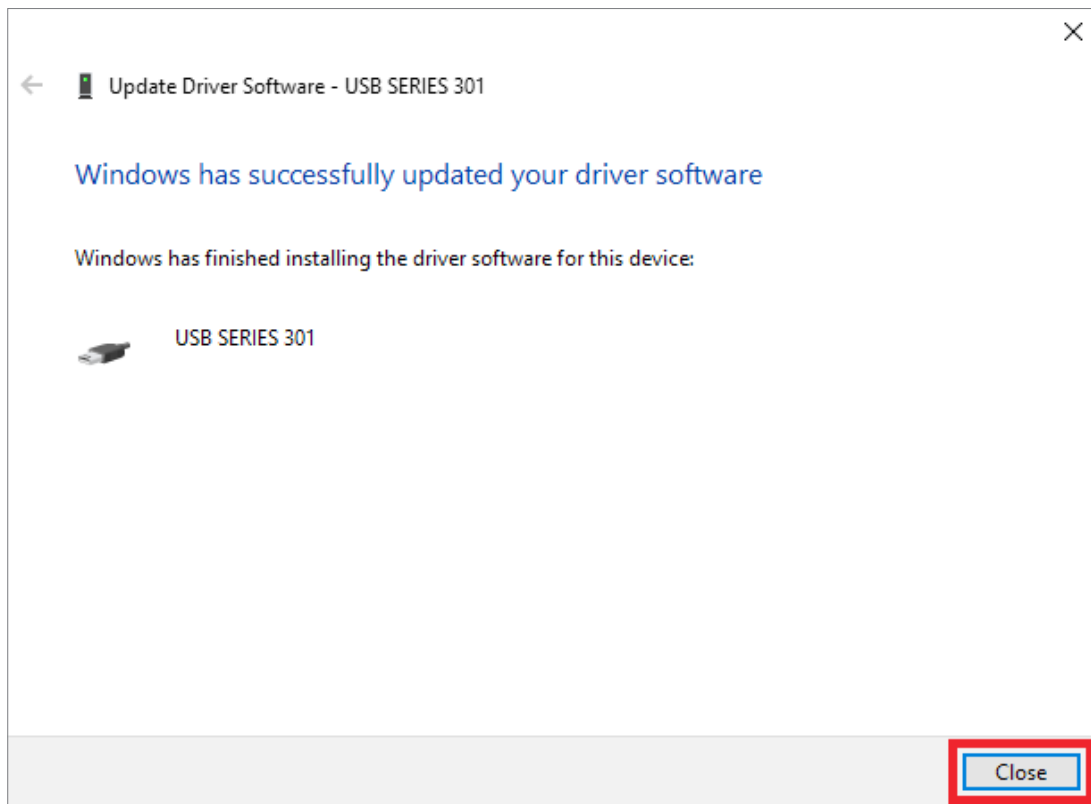 Update Driver Software - USB SERIES 301
Windows has successfully updated your driver software
Windows has finished installing the driver software for this device:
USB SERIES 301
Close